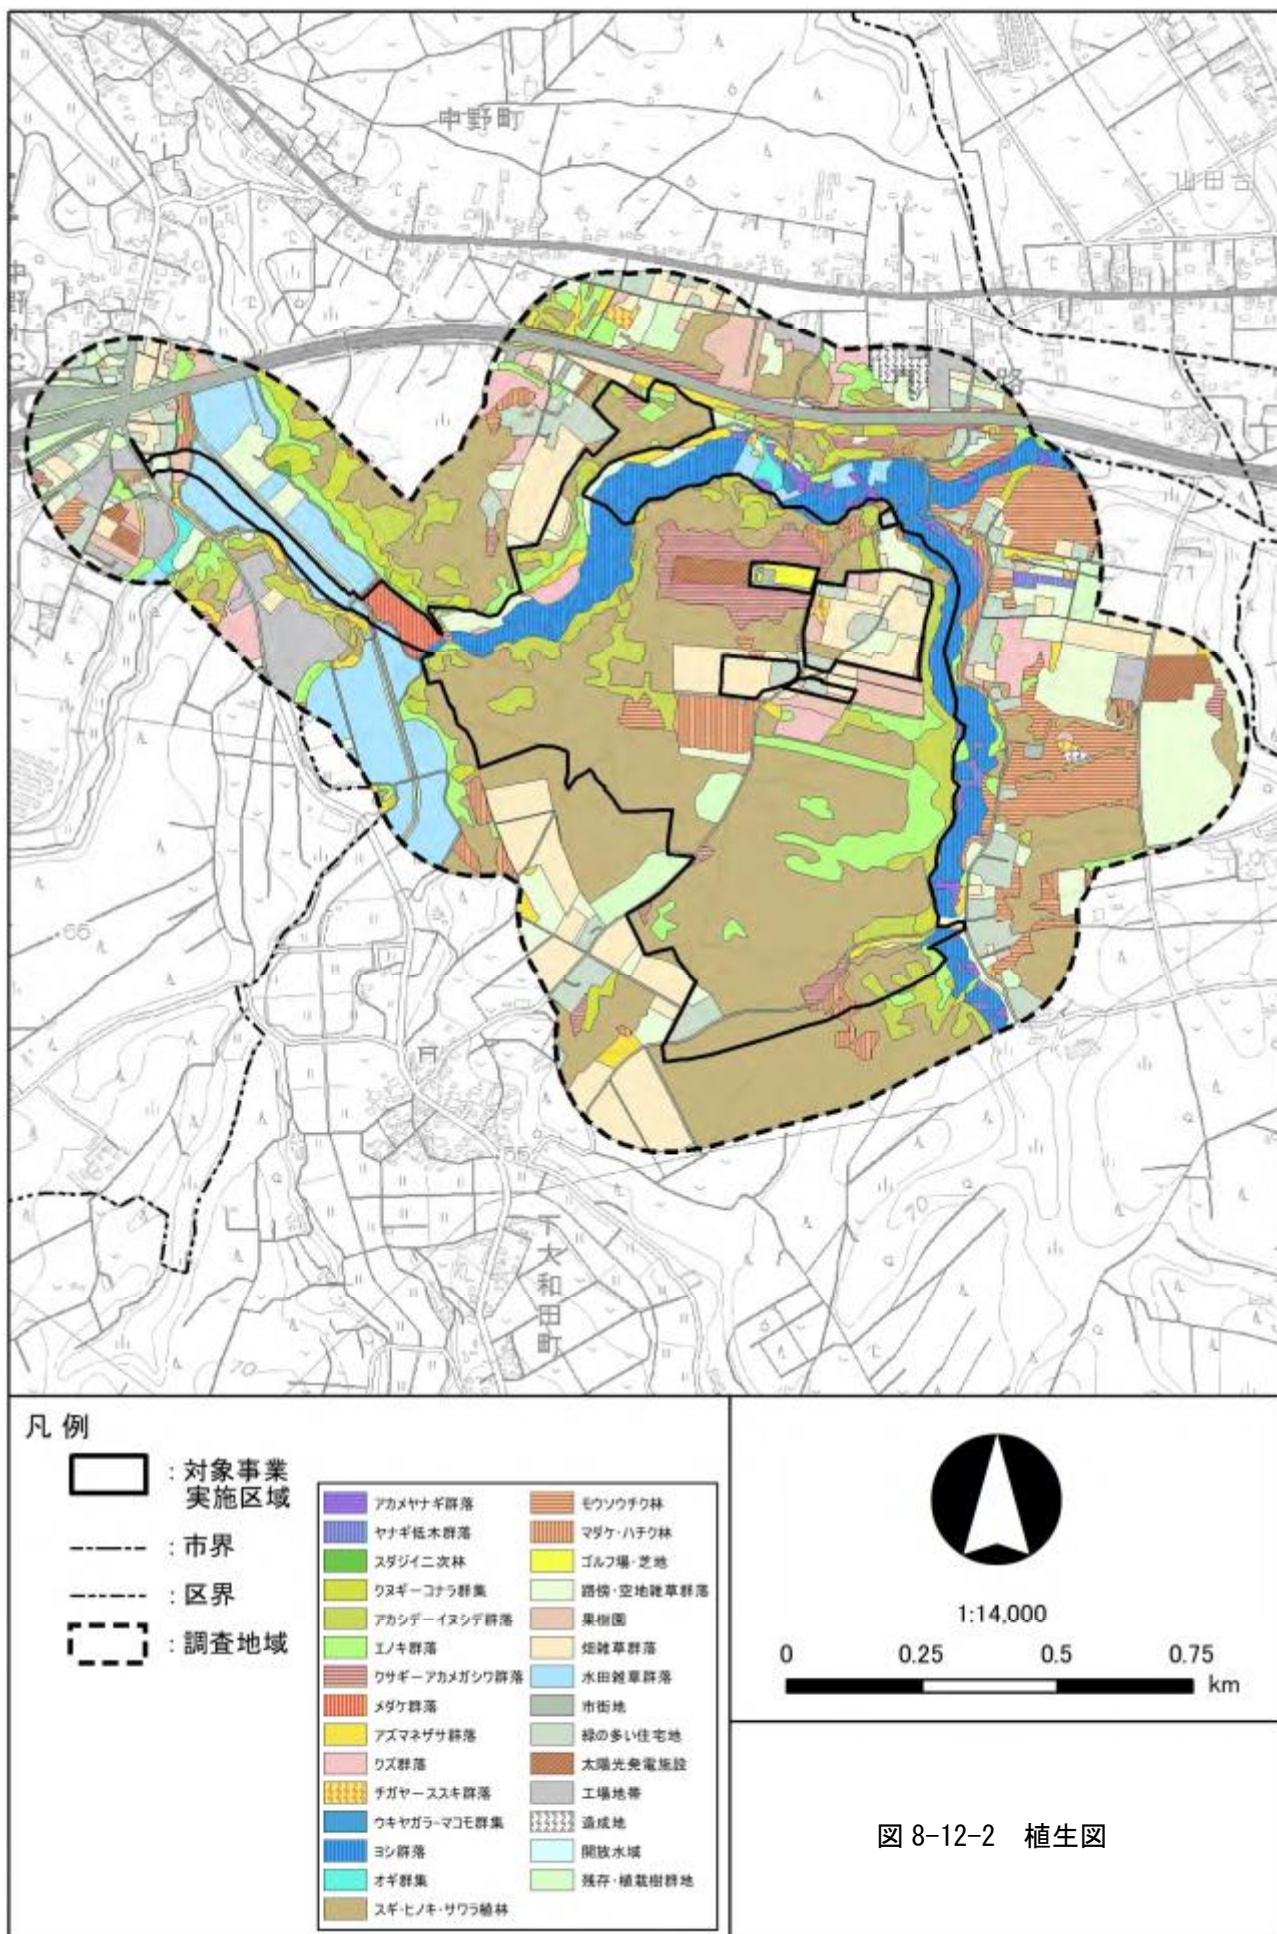 中野町
山田台
路
71
65
55
下大和田町
70
70
凡 例
：対象事業
実施区域
：市界
：区界
：調査地域
アカメヤナギ群落
ヤナギ低木群落
スダジイ二次林
クヌギーコナラ群集
アカシデーイヌシデ群落
エノキ群落
クサギーアカメガシワ群落
メダケ群落
アズマネザサ群落
クズ群落
チガヤーススキ群落
ウキヤガラ-マコモ群集
ヨシ群落
オギ群集
スギ・ヒノキ・サワラ植林
モウソウチク林
マダケ・ハチク林
ゴルフ場・芝地
路傍・空地雑草群落
果樹園
畑雑草群落
水田雑草群落
市街地
緑の多い住宅地
太陽光発電施設
工場地帯
造成地
開放水域
残存・植栽樹群地
1:14,000
0 0.25 0.5 0.75
km
図 8-12-2 植生図